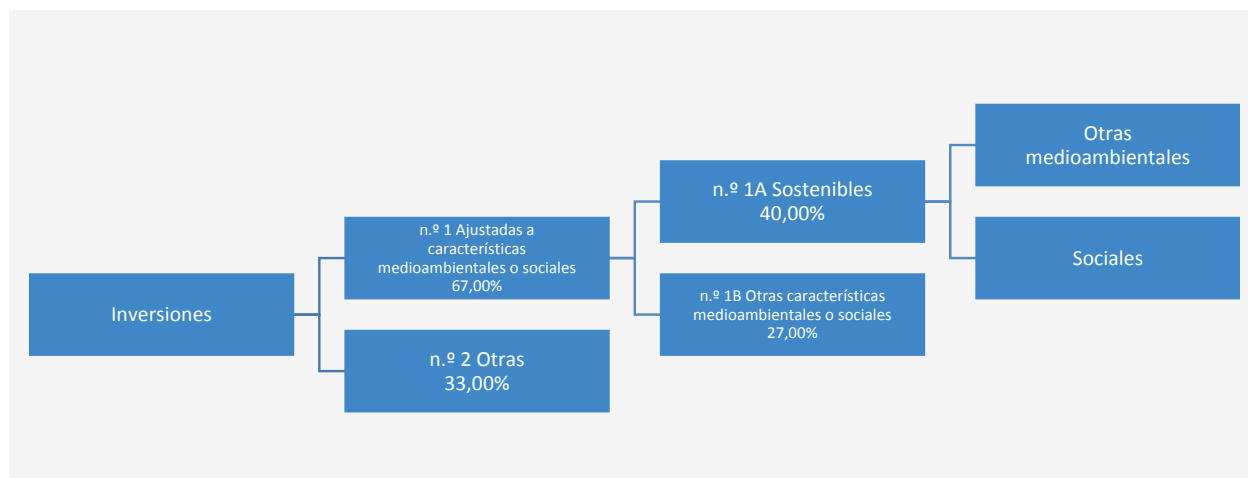 Inversiones
n.º 1 Ajustadas a
características
medioambientales o sociales
67,00%
n.º 2 Otras
33,00%
n.º 1A Sostenibles
40,00%
n.º 1B Otras características
medioambientales o sociales
27,00%
Otras
medioambientales
Sociales